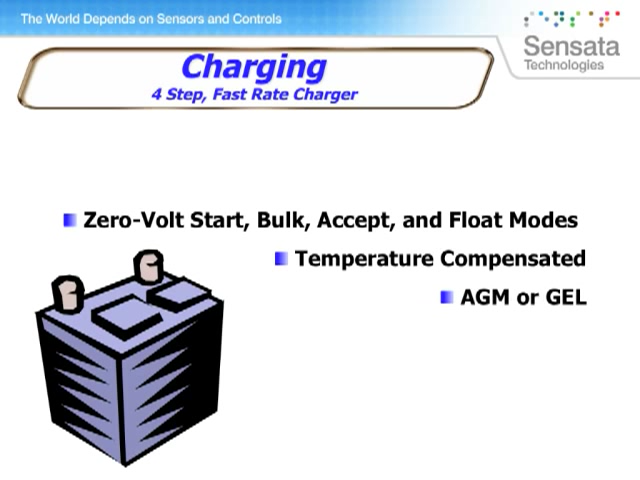 The World Depends on Sensors and Controls
Sensata
Technologies
Charging
4 Step, Fast Rate Charger
Zero-Volt Start, Bulk, Accept, and Float Modes
Temperature Compensated
AGM or GEL